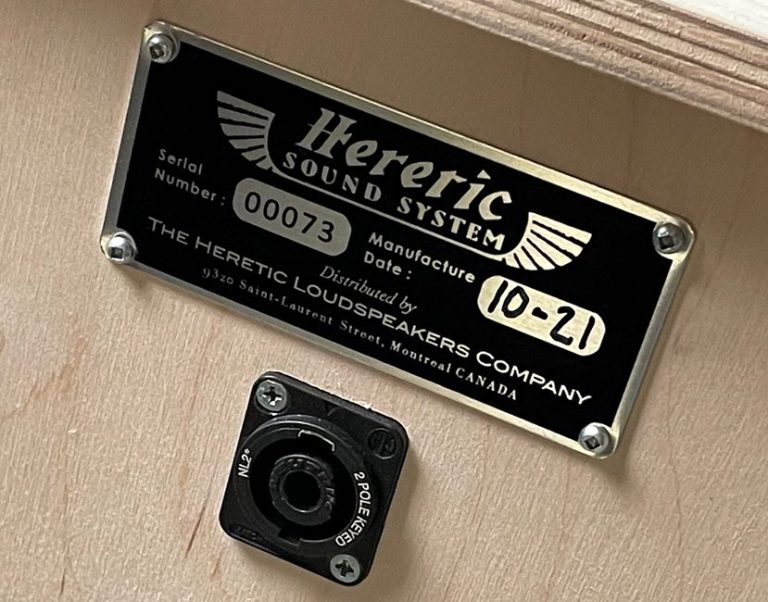 Heretic
SOUND SYSTEM
Serial Number: 00073
Manufacture Date: 10-21
Distributed by
THE HERETIC LOUDSPEAKERS COMPANY
9320 Saint-Laurent Street, Montreal CANADA
NL2*
2 POLE KEYED